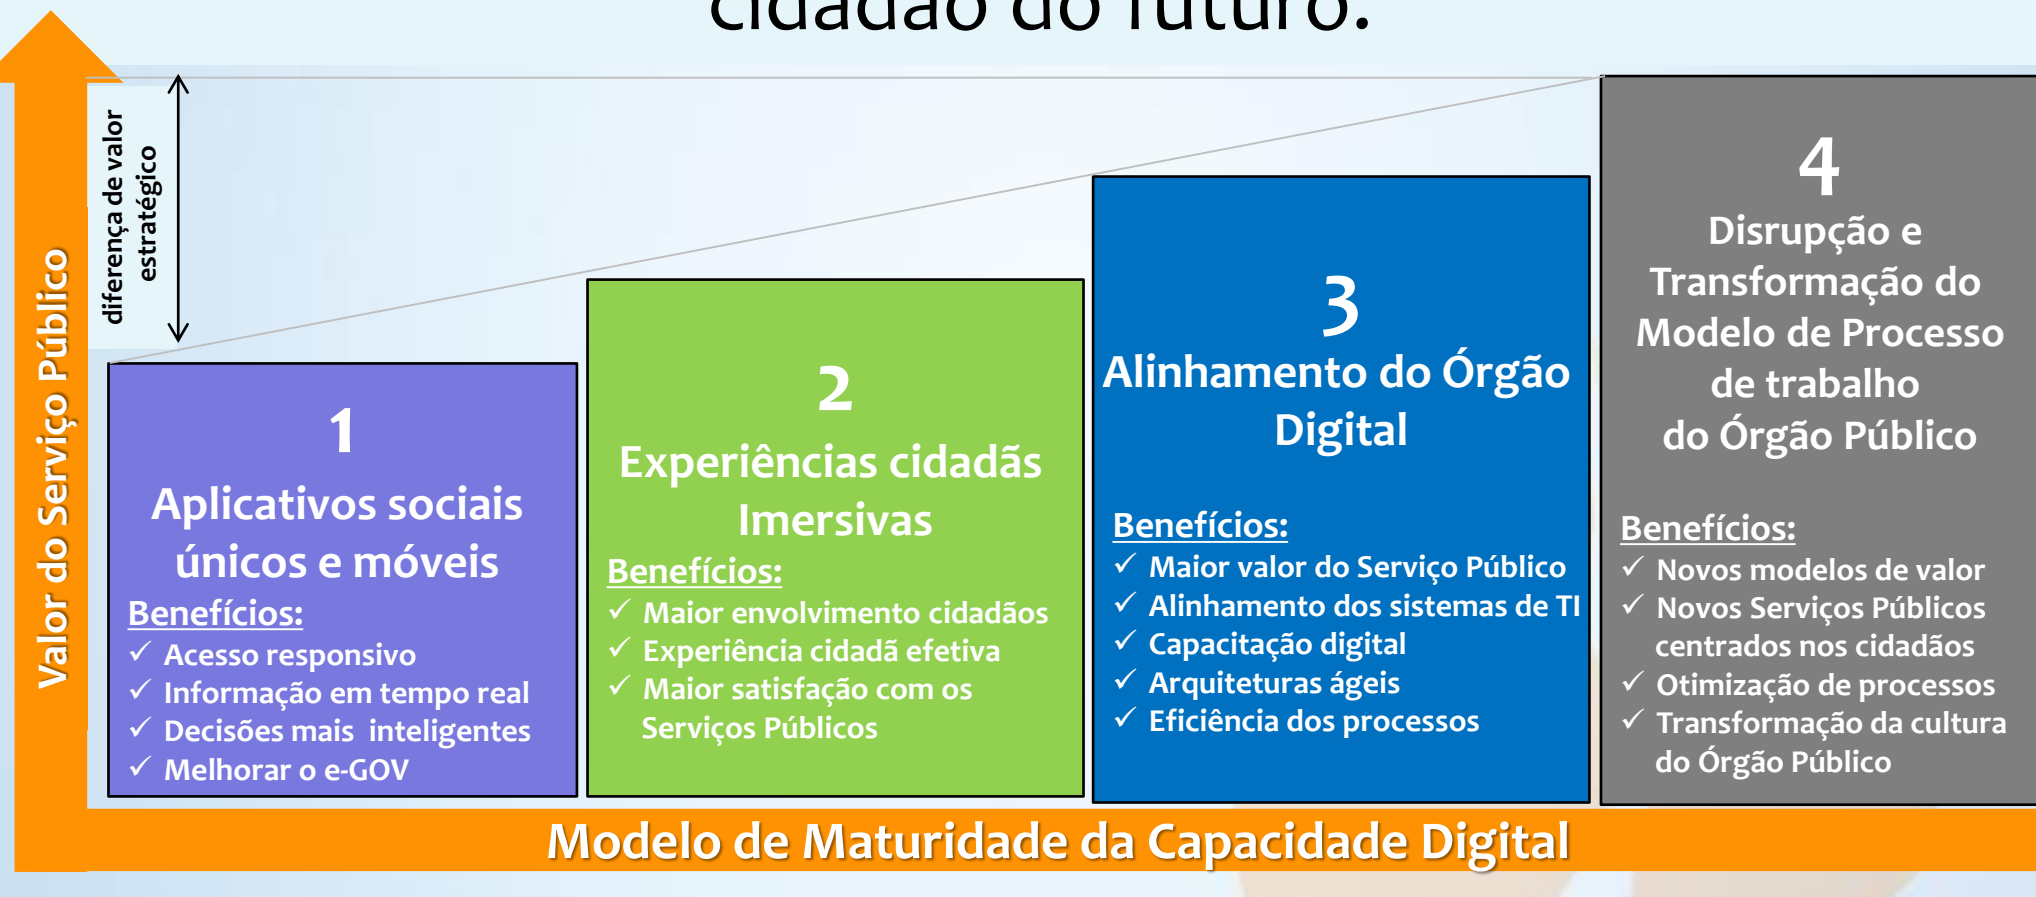 cidadão do futuro.
diferença de valor
estratégico
Valor do Serviço Público
1
Aplicativos sociais
únicos e móveis
Benefícios:
✓ Acesso responsivo
✓ Informação em tempo real
✓ Decisões mais  inteligentes
✓ Melhorar o e-GOV
2
Experiências cidadãs
Imersivas
Benefícios:
✓ Maior envolvimento cidadãos
✓ Experiência cidadã efetiva
✓ Maior satisfação com os
Serviços Públicos
3
Alinhamento do Órgão
Digital
Benefícios:
✓ Maior valor do Serviço Público
✓ Alinhamento dos sistemas de TI
✓ Capacitação digital
✓ Arquiteturas ágeis
✓ Eficiência dos processos
4
Disrupção e
Transformação do
Modelo de Processo
de trabalho
do Órgão Público
Benefícios:
✓ Novos modelos de valor
✓ Novos Serviços Públicos
centrados nos cidadãos
✓ Otimização de processos
✓ Transformação da cultura
do Órgão Público
Modelo de Maturidade da Capacidade Digital